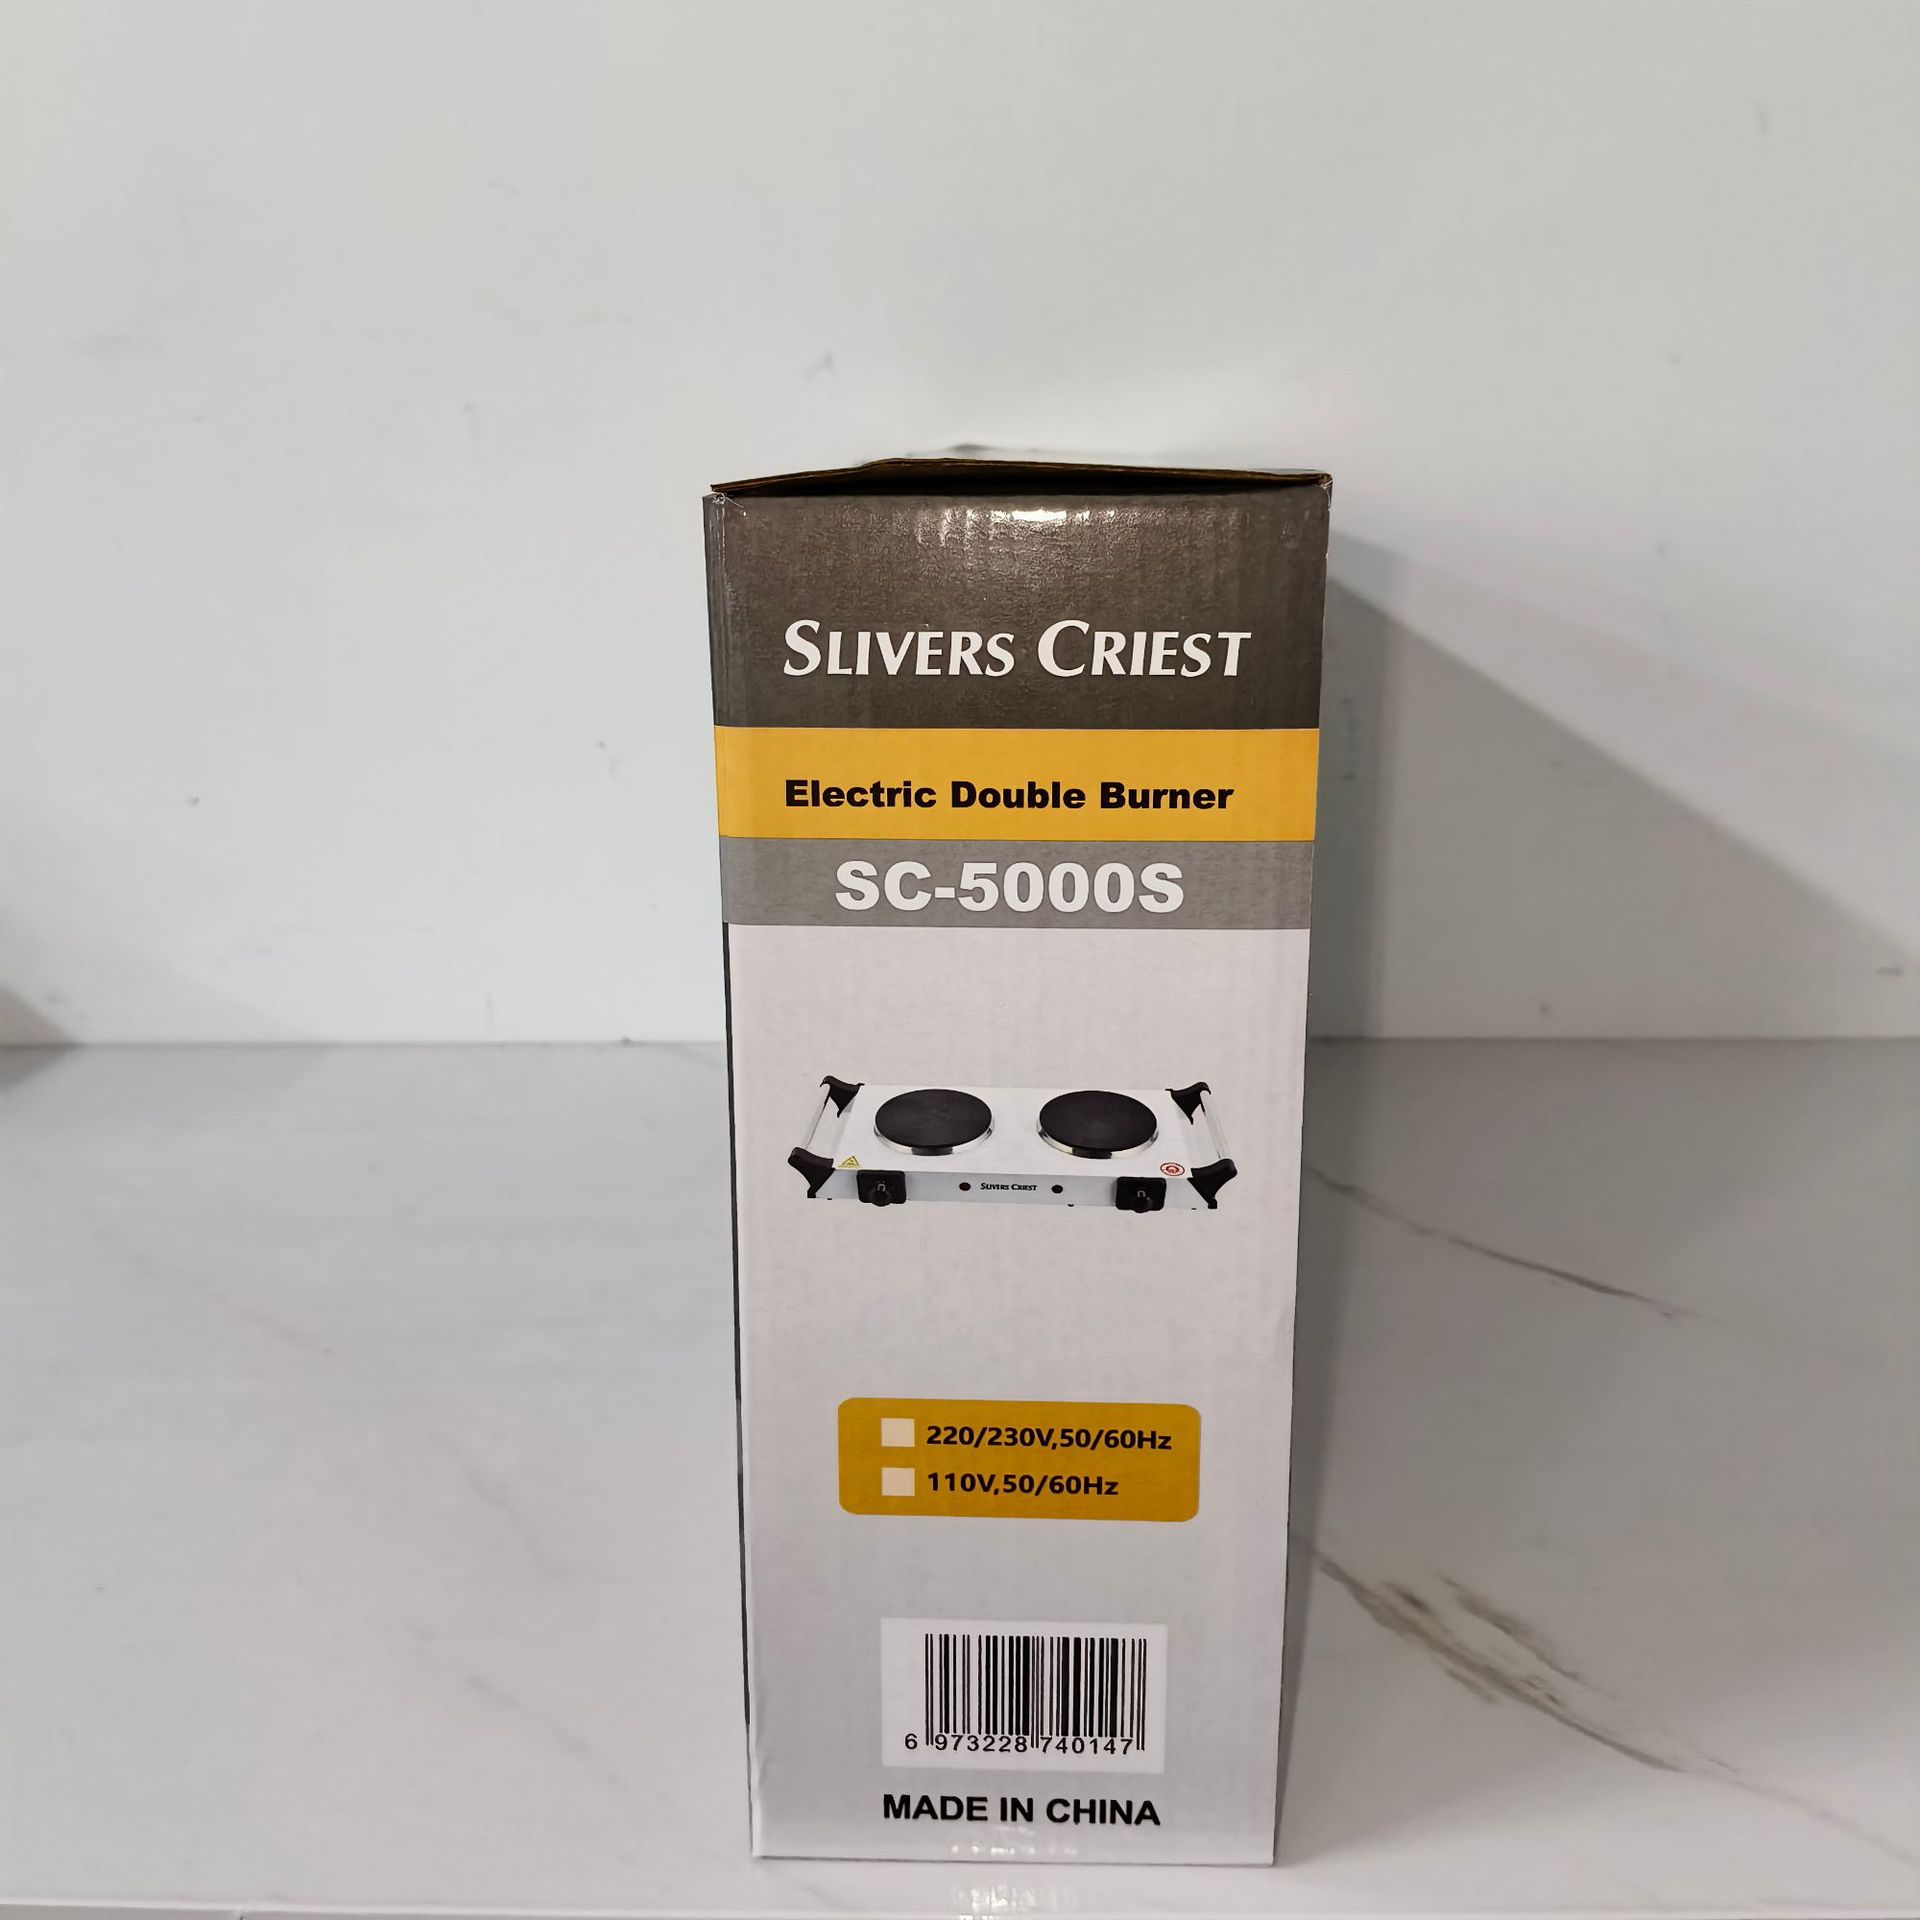 SLIVERS CRIEST
Electric Double Burner
SC-5000S
SLIVERS CRIEST
220/230V,50/60Hz
110V,50/60Hz
6 973228 740147
MADE IN CHINA